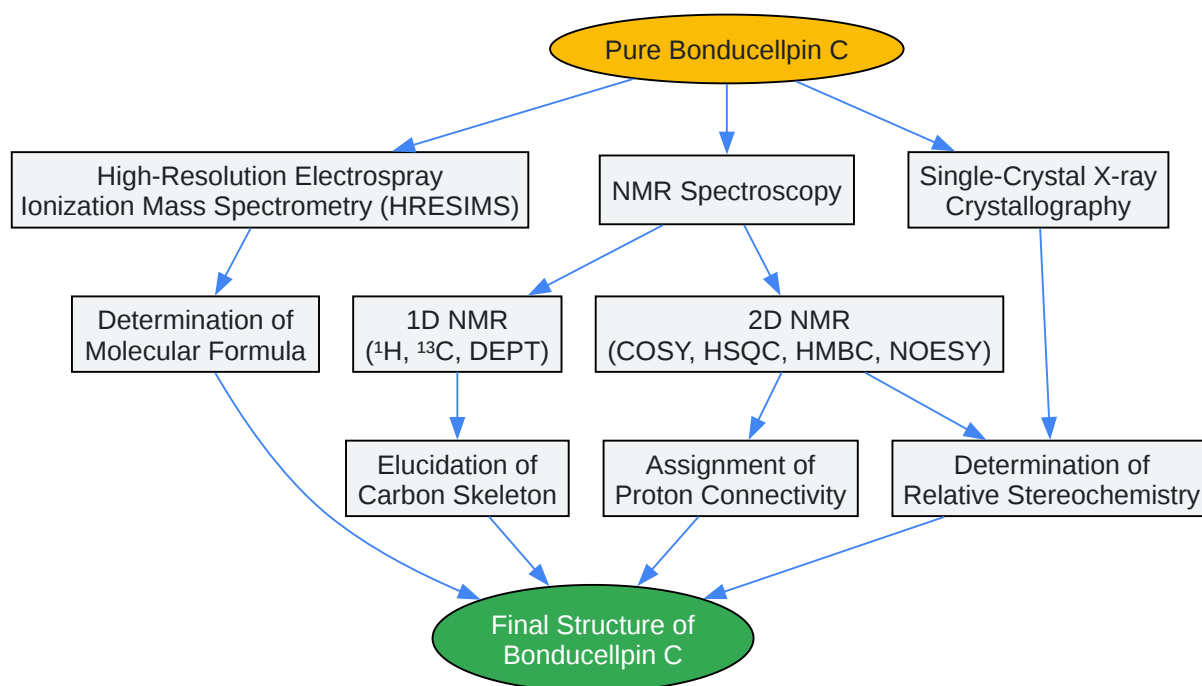 Pure Bonducellpin C
High-Resolution Electrospray
Ionization Mass Spectrometry (HRESIMS)
NMR Spectroscopy
Single-Crystal X-ray
Crystallography
Determination of
Molecular Formula
1D NMR
(¹H, ¹³C, DEPT)
2D NMR
(COSY, HSQC, HMBC, NOESY)
Elucidation of
Carbon Skeleton
Assignment of
Proton Connectivity
Determination of
Relative Stereochemistry
Final Structure of
Bonducellpin C